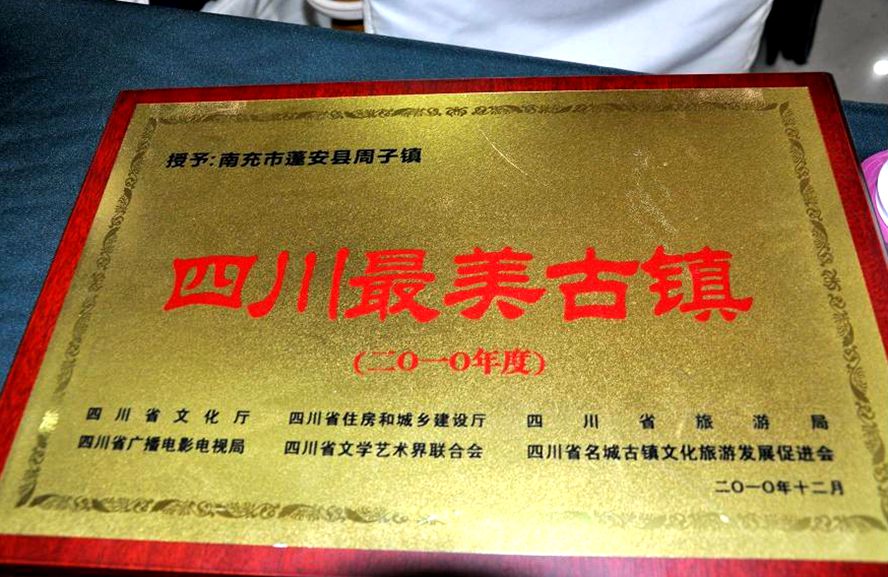 授予:南充市蓬安县周子镇
四川最美古镇
(二O一O年度)
四川省文化厅 四川省住房和城乡建设厅 四川省旅游局
四川省广播电影电视局 四川省文学艺术界联合会 四川省名城古镇文化旅游发展促进会
二O一O年十二月